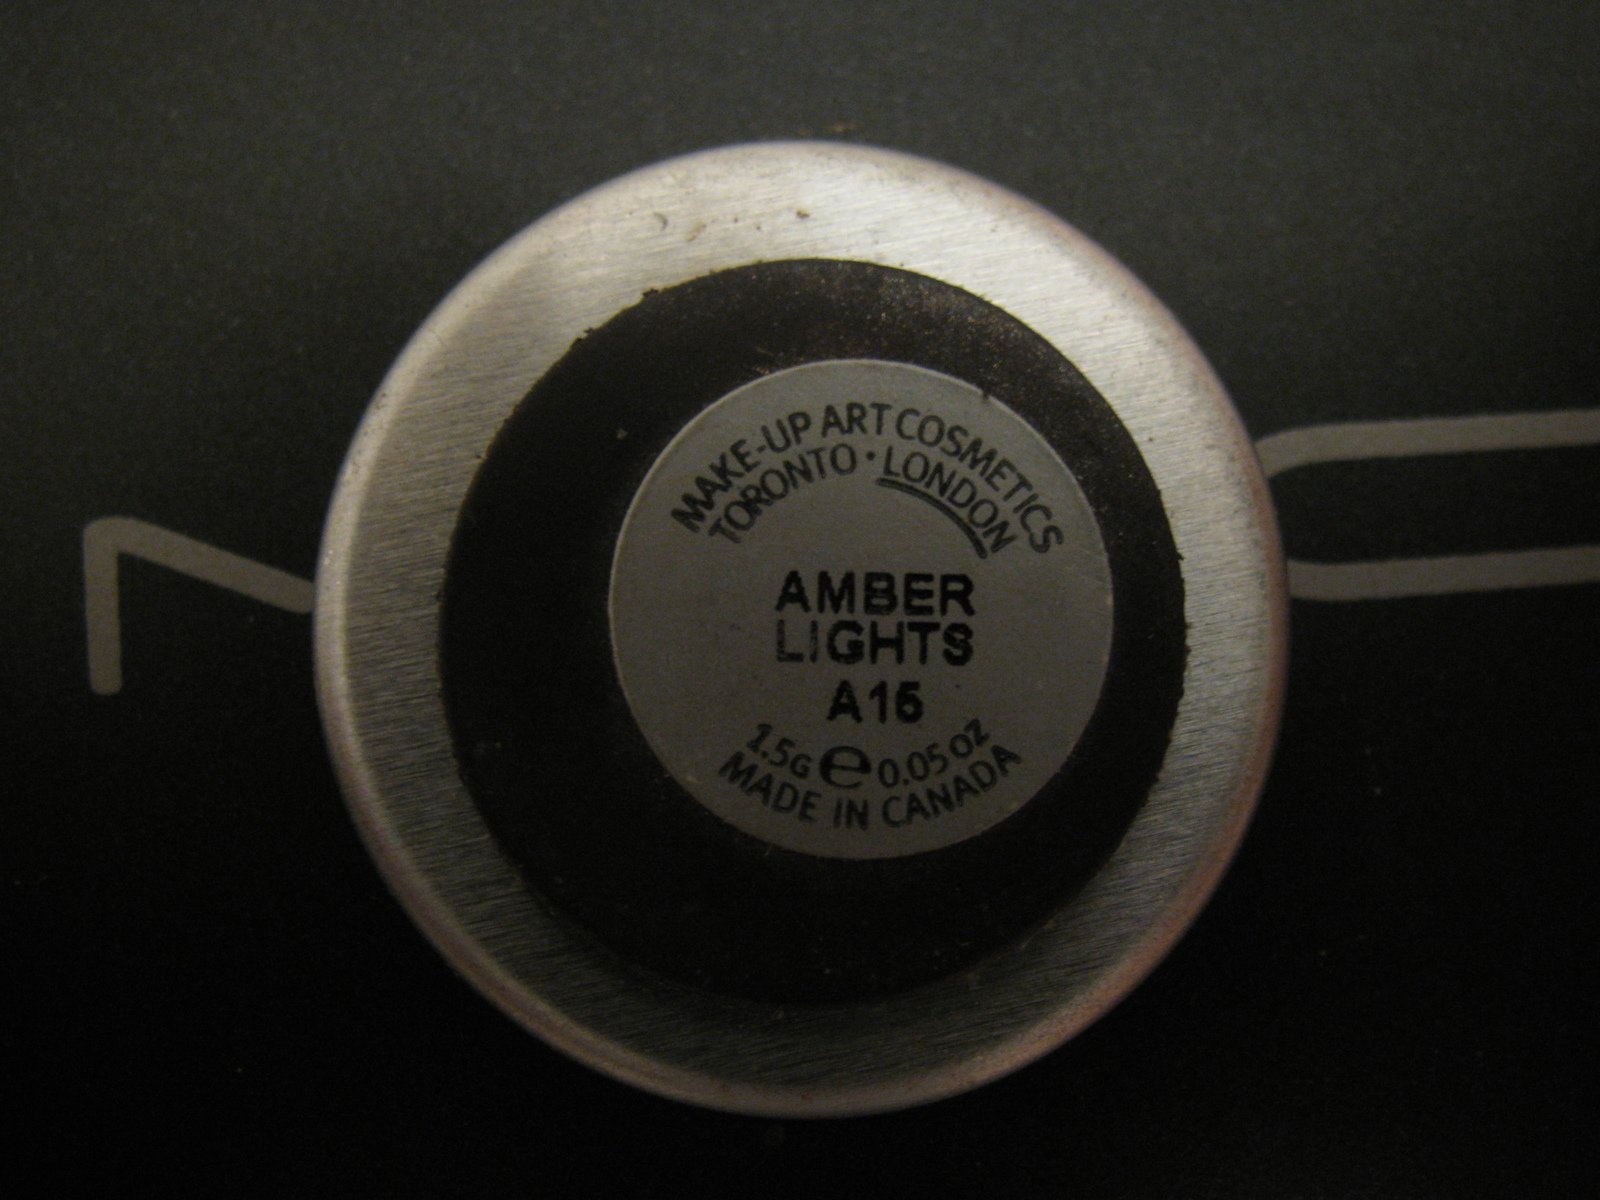 MAKE-UP ART COSMETICS
TORONTO · LONDON
AMBER
LIGHTS
A15
1.5G e 0.05 OZ
MADE IN CANADA